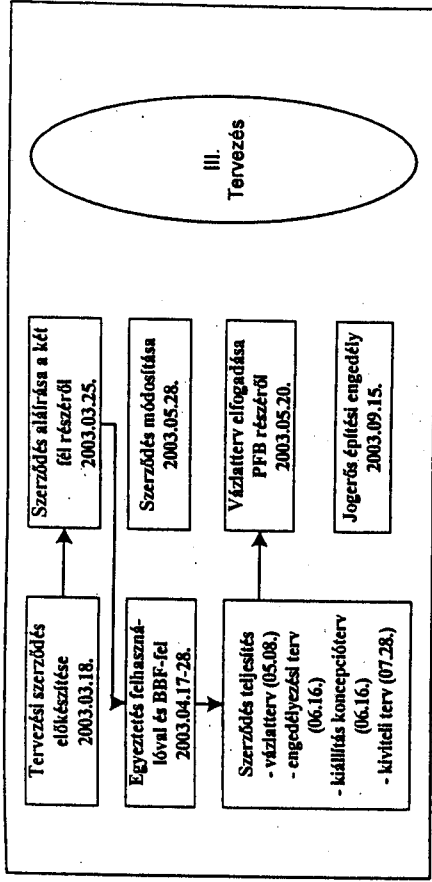 Tervezési szerződés
előkészítése
2003.03.18.
Szerződés aláírása a két
fél részéről
2003.03.25.
Egyeztetés felhaszná-
lóval és BBF-fel
2003.04.17-28.
Szerződés módosítása
2003.05.28.
Szerződés teljesítés
- vázlatterv (05.08.)
- engedélyezési terv
(06.16.)
- kiállítás koncepcióterv
(06.16.)
- kiviteli terv (07.28.)
Vázlatterv elfogadása
PFB részéről
2003.05.20.
Jogerős építési engedély
2003.09.15.
III.
Tervezés